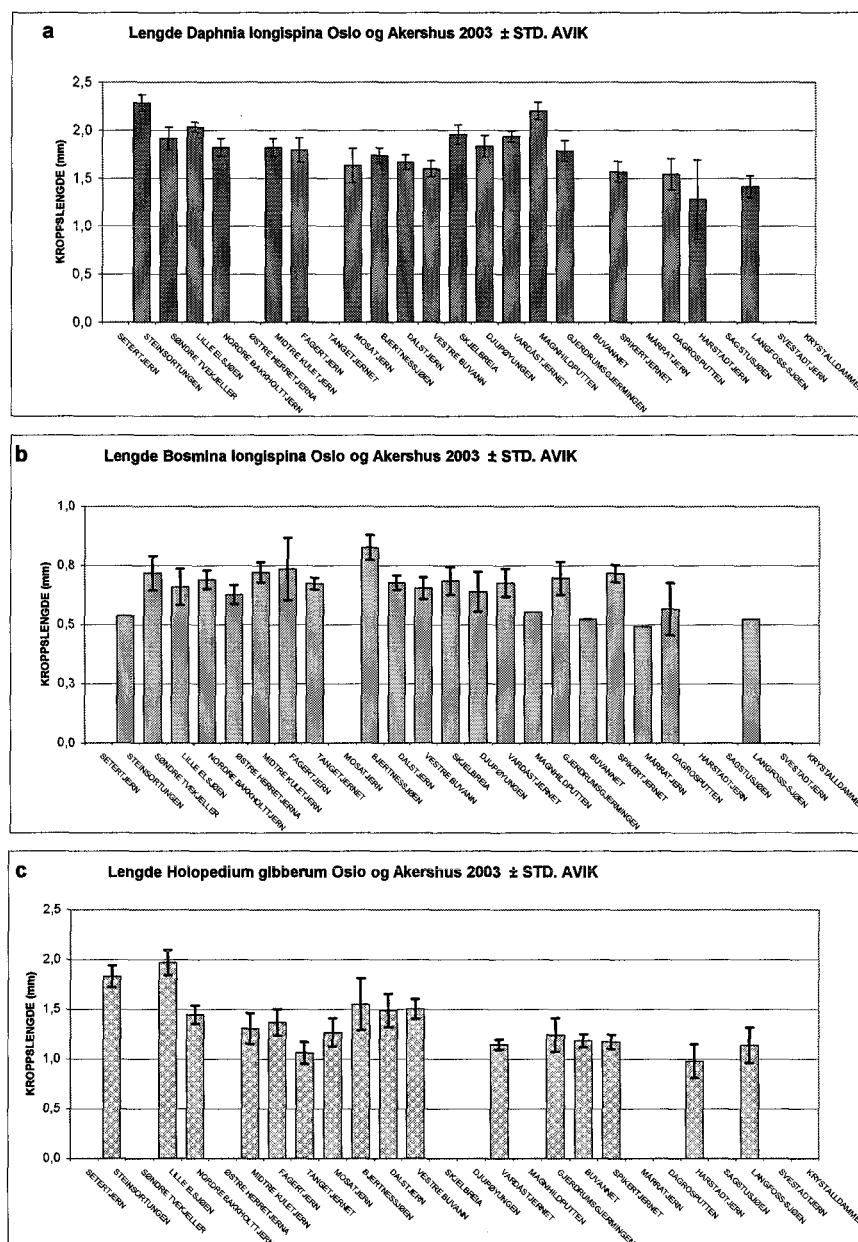 a Lengde Daphnia longispina Oslo og Akershus 2003 ± STD. AVIK
KROPPSLENGDE (mm)
2,5
2,0
1,5
1,0
0,5
0,0
SETERTJERN
STEINSORTUNGEN
SØNDRE TVEKJELLER
LILLE ELSJØEN
NORDRE BAKKHOLTTJERN
ØSTRE HERRETJERNA
MIDTRE KULETJERN
FAGERTJERN
TANGETJERNET
MOSATJERN
BJERTNESSJØEN
DALSTJERN
VESTRE BUVANN
SKJELBREIA
DJUPØYUNGEN
VARDÅSTJERNET
MAGNHILDPUTTEN
GJERDRUMSGJERMINGEN
BUVANNET
SPIKERTJERNET
MÅRRATJERN
DAGROSPUTTEN
HARSTADTJERN
SAGSTUSJØEN
LANGFOSS-SJØEN
SVESTADTJERN
KRYSTALLDAMMEN
b Lengde Bosmina longispina Oslo og Akershus 2003 ± STD. AVIK
KROPPSLENGDE (mm)
1,0
0,8
0,5
0,3
0,0
SETERTJERN
STEINSORTUNGEN
SØNDRE TVEKJELLER
LILLE ELSJØEN
NORDRE BAKKHOLTTJERN
ØSTRE HERRETJERNA
MIDTRE KULETJERN
FAGERTJERN
TANGETJERNET
MOSATJERN
BJERTNESSJØEN
DALSTJERN
VESTRE BUVANN
SKJELBREIA
DJUPØYUNGEN
VARDÅSTJERNET
MAGNHILDPUTTEN
GJERDRUMSGJERMINGEN
BUVANNET
SPIKERTJERNET
MÅRRATJERN
DAGROSPUTTEN
HARSTADTJERN
SAGSTUSJØEN
LANGFOSS-SJØEN
SVESTADTJERN
KRYSTALLDAMMEN
c Lengde Holopedium gibberum Oslo og Akershus 2003 ± STD. AVIK
KROPPSLENGDE (mm)
2,5
2,0
1,5
1,0
0,5
0,0
SETERTJERN
STEINSORTUNGEN
SØNDRE TVEKJELLER
LILLE ELSJØEN
NORDRE BAKKHOLTTJERN
ØSTRE HERRETJERNA
MIDTRE KULETJERN
FAGERTJERN
TANGETJERNET
MOSATJERN
BJERTNESSJØEN
DALSTJERN
VESTRE BUVANN
SKJELBREIA
DJUPØYUNGEN
VARDÅSTJERNET
MAGNHILDPUTTEN
GJERDRUMSGJERMINGEN
BUVANNET
SPIKERTJERNET
MÅRRATJERN
DAGROSPUTTEN
HARSTADTJERN
SAGSTUSJØEN
LANGFOSS-SJØEN
SVESTADTJERN
KRYSTALLDAMMEN